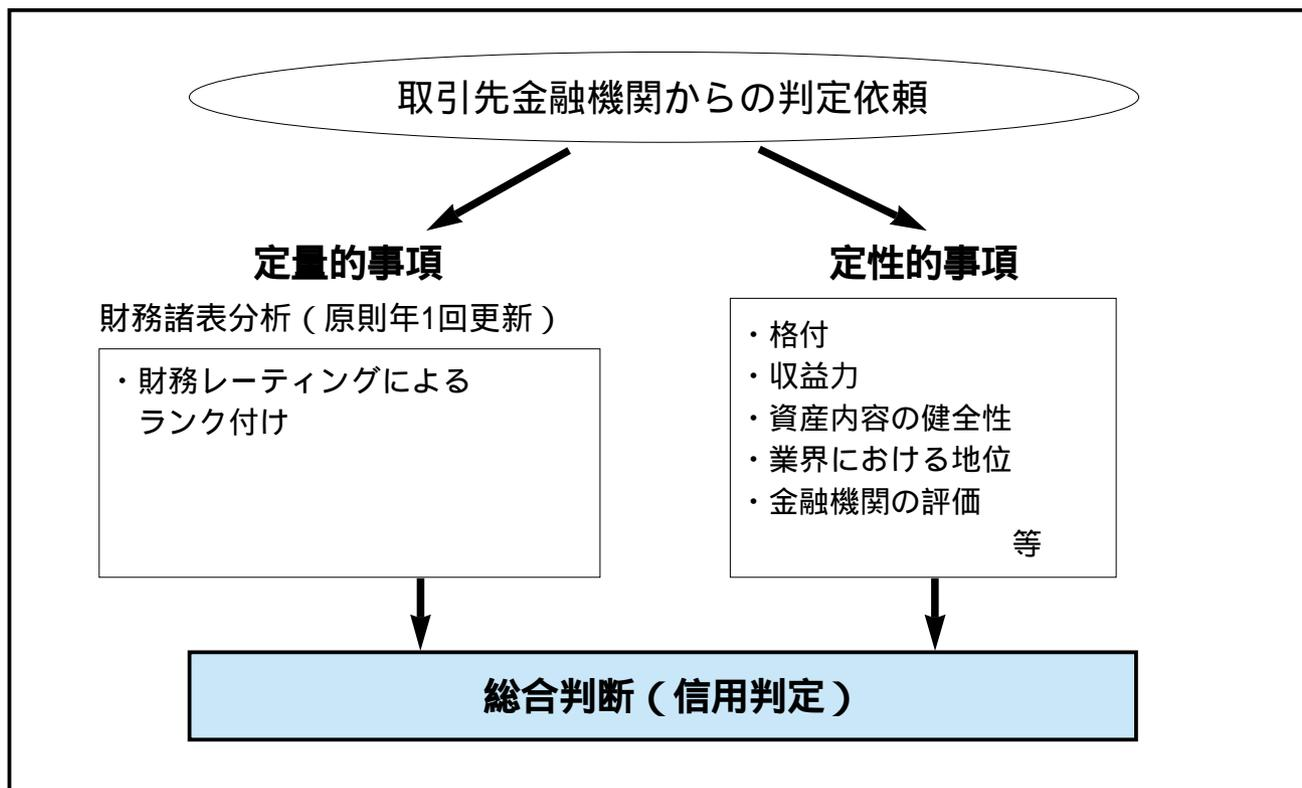 取引先金融機関からの判定依頼
定量的事項
財務諸表分析（原則年1回更新）
・財務レーティングによる
ランク付け
定性的事項
・格付
・収益力
・資産内容の健全性
・業界における地位
・金融機関の評価
等
総合判断（信用判定）